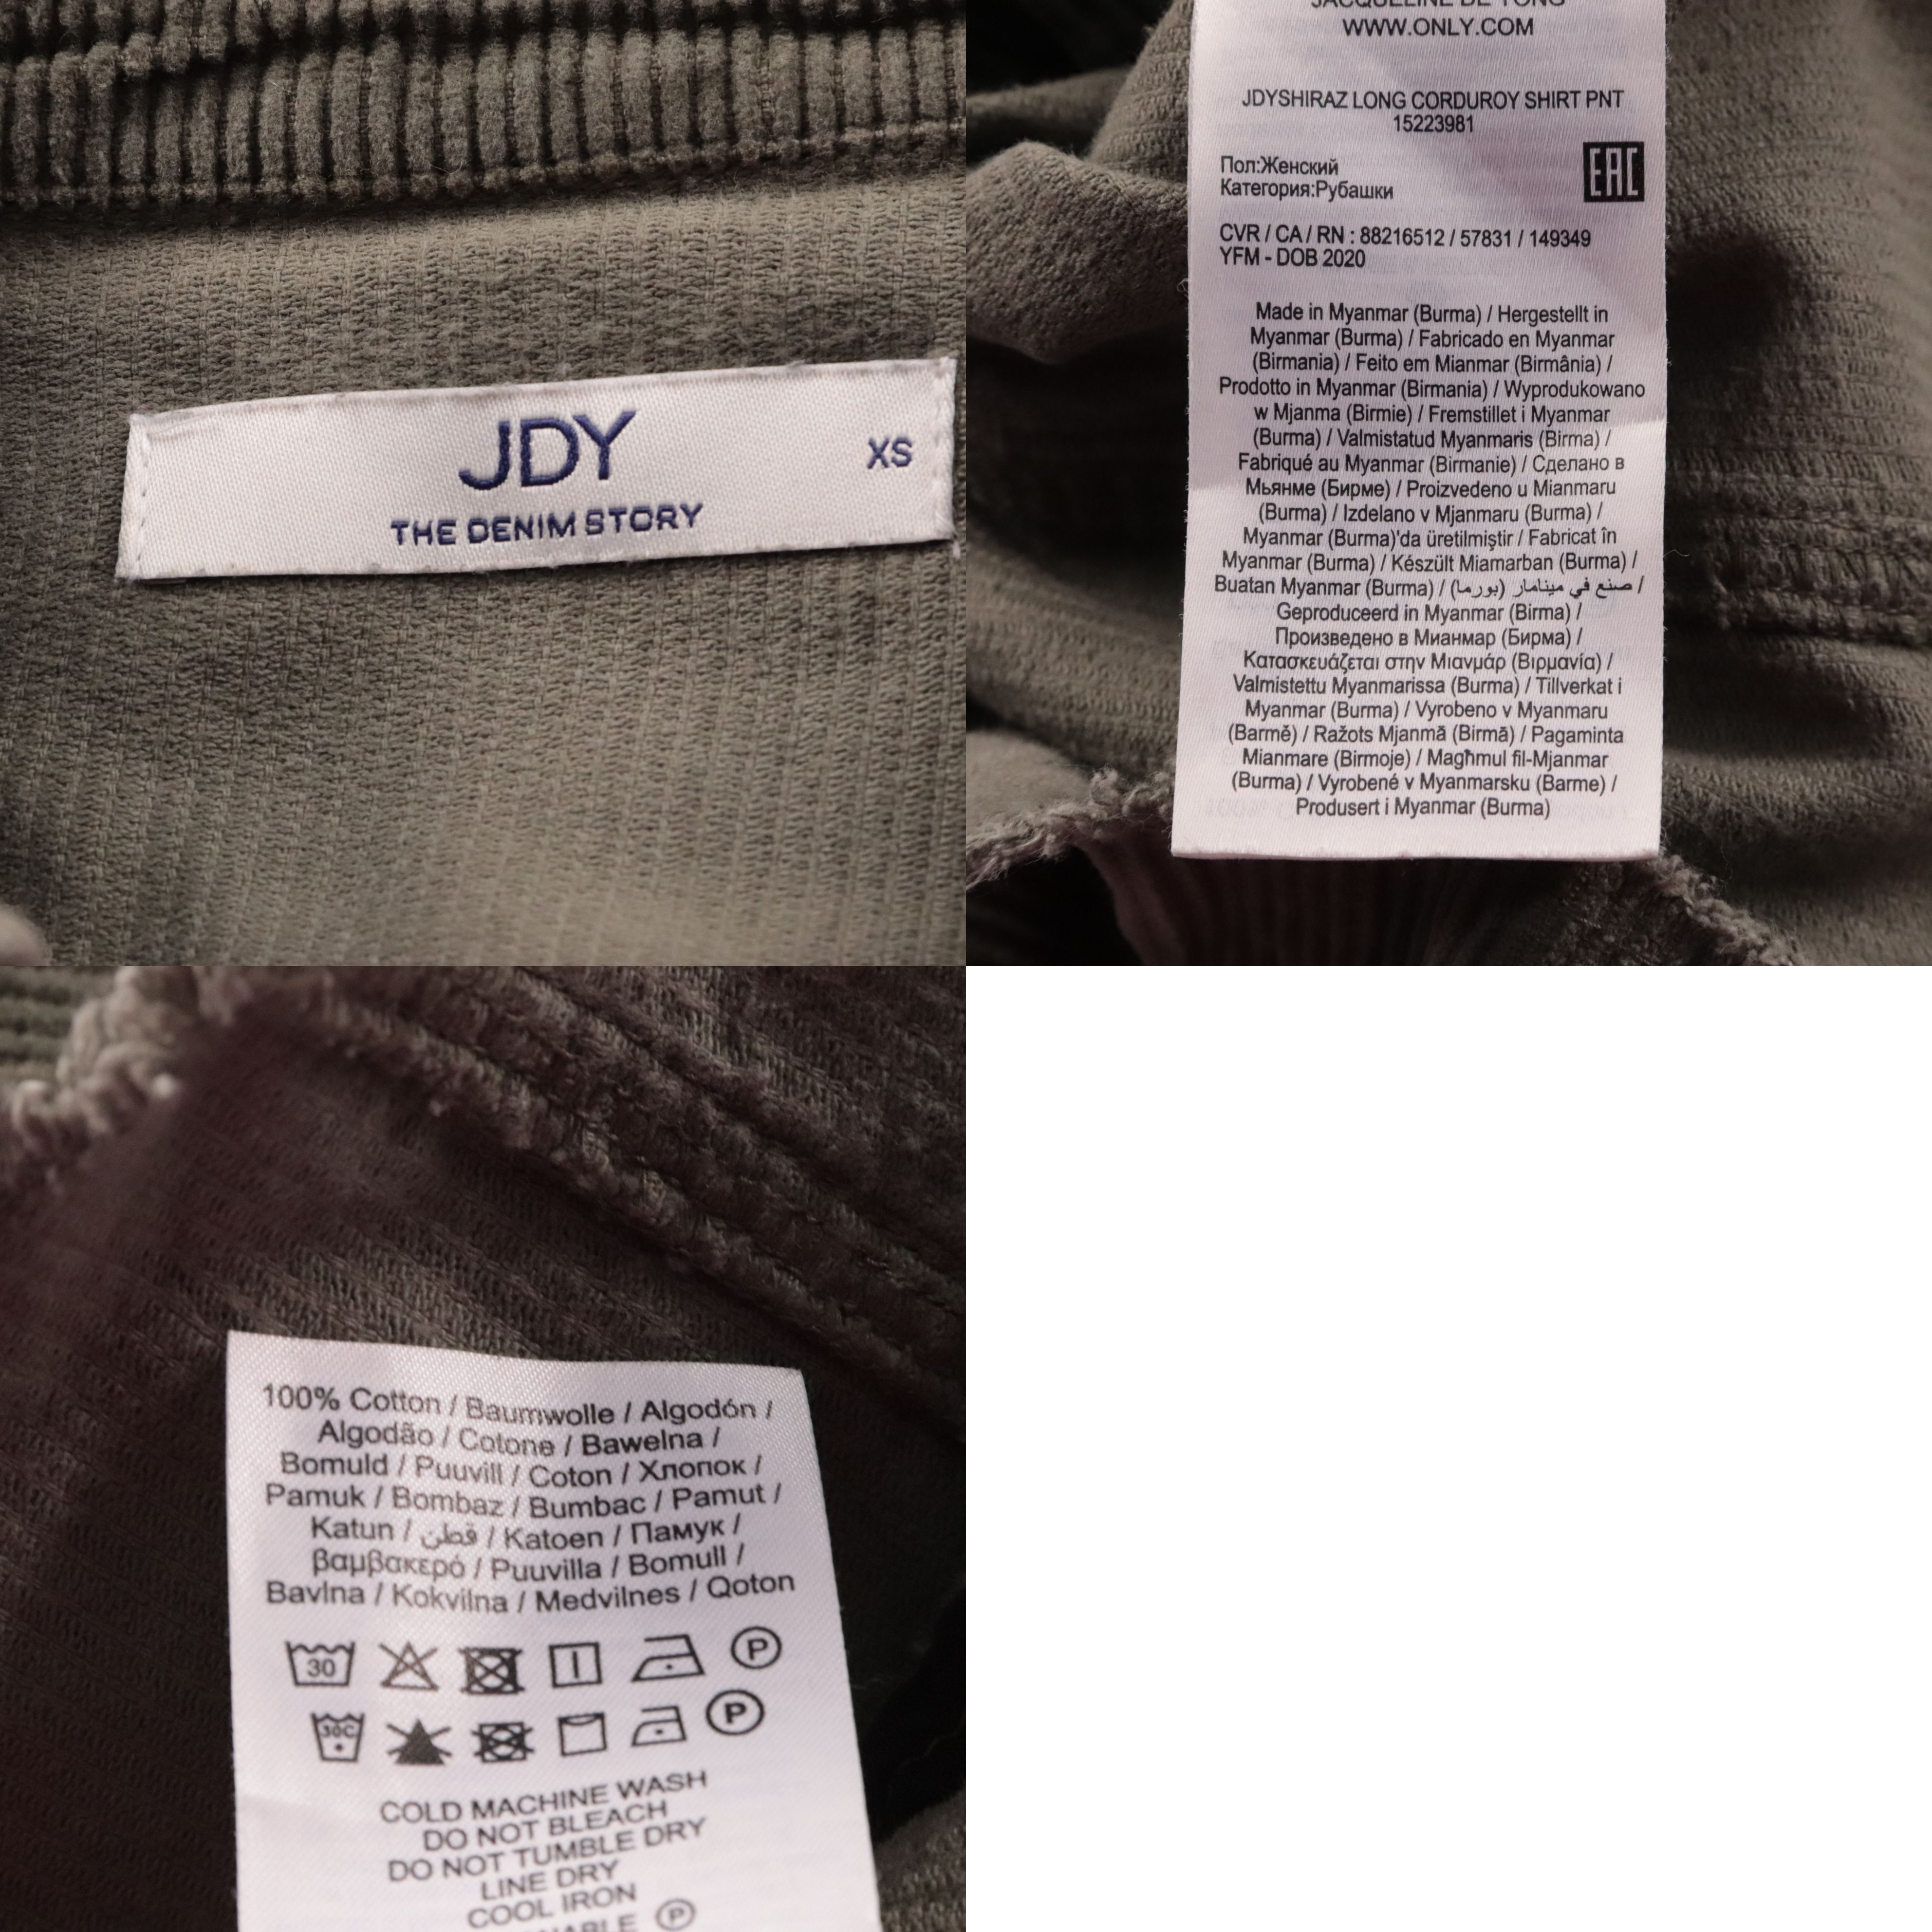 JDY
XS
THE DENIM STORY
JACQUELINE DE YONG
WWW.ONLY.COM
JDYSHIRAZ LONG CORDUROY SHIRT PNT
15223981
Пол:Женский
Категория:Рубашки
EAC
CVR / CA / RN : 88216512 / 57831 / 149349
YFM - DOB 2020
Made in Myanmar (Burma) / Hergestellt in
Myanmar (Burma) / Fabricado en Myanmar
(Birmania) / Feito em Mianmar (Birmânia) /
Prodotto in Myanmar (Birmania) / Wyprodukowano
w Mjanma (Birmie) / Fremstillet i Myanmar
(Burma) / Valmistatud Myanmaris (Birma) /
Fabriqué au Myanmar (Birmanie) / Сделано в
Мьянме (Бирме) / Proizvedeno u Mianmaru
(Burma) / Izdelano v Mjanmaru (Burma) /
Myanmar (Burma)'da üretilmiştir / Fabricat în
Myanmar (Burma) / Készült Miamarban (Burma) /
Buatan Myanmar (Burma) / صنع في مينامار (بورما) /
Geproduceerd in Myanmar (Birma) /
Произведено в Мианмар (Бирма) /
Κατασκευάζεται στην Μιανμάρ (Βιρμανία) /
Valmistettu Myanmarissa (Burma) / Tillverkat i
Myanmar (Burma) / Vyrobeno v Myanmaru
(Barmě) / Ražots Mjanmā (Birmā) / Pagaminta
Mianmare (Birmoje) / Magħmul fil-Mjanmar
(Burma) / Vyrobené v Myanmarsku (Barme) /
Produsert i Myanmar (Burma)
100% Cotton / Baumwolle / Algodón /
Algodão / Cotone / Bawelna /
Bomuld / Puuvill / Coton / Хлопок /
Pamuk / Bombaz / Bumbac / Pamut /
Katun / قطن / Katoen / Памук /
βαμβακερό / Puuvilla / Bomull /
Bavlna / Kokvilna / Medvilnes / Qoton
30 P
30C P
COLD MACHINE WASH
DO NOT BLEACH
DO NOT TUMBLE DRY
LINE DRY
COOL IRON
P